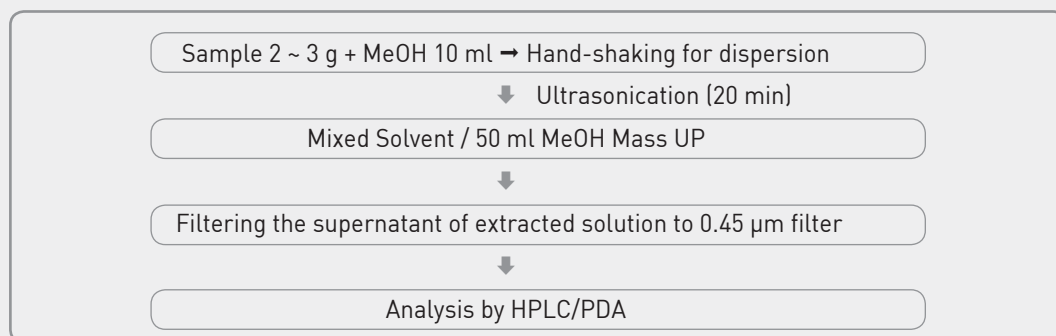 Sample 2 ~ 3 g + MeOH 10 ml ➞ Hand-shaking for dispersion
Ultrasonication (20 min)
Mixed Solvent / 50 ml MeOH Mass UP
Filtering the supernatant of extracted solution to 0.45 µm filter
Analysis by HPLC/PDA